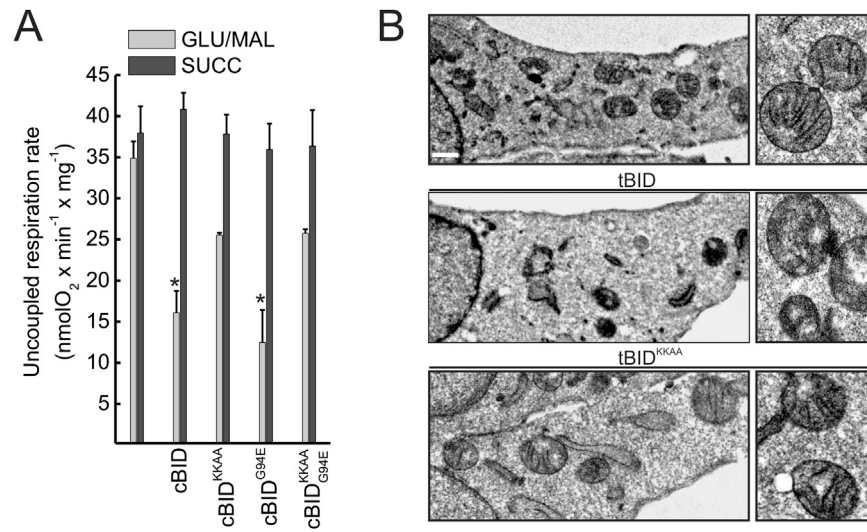 A
GLU/MAL
SUCC
Uncoupled respiration rate
(nmolO₂ x min⁻¹ x mg⁻¹)
45
40
35
30
25
20
15
10
5
*
*
cBID
cBIDᴷᴷᴬᴬ
cBIDᴳ⁹⁴ᴱ
cBIDᴷᴷᴬᴬ
G94E
B
tBID
tBIDᴷᴷᴬᴬ